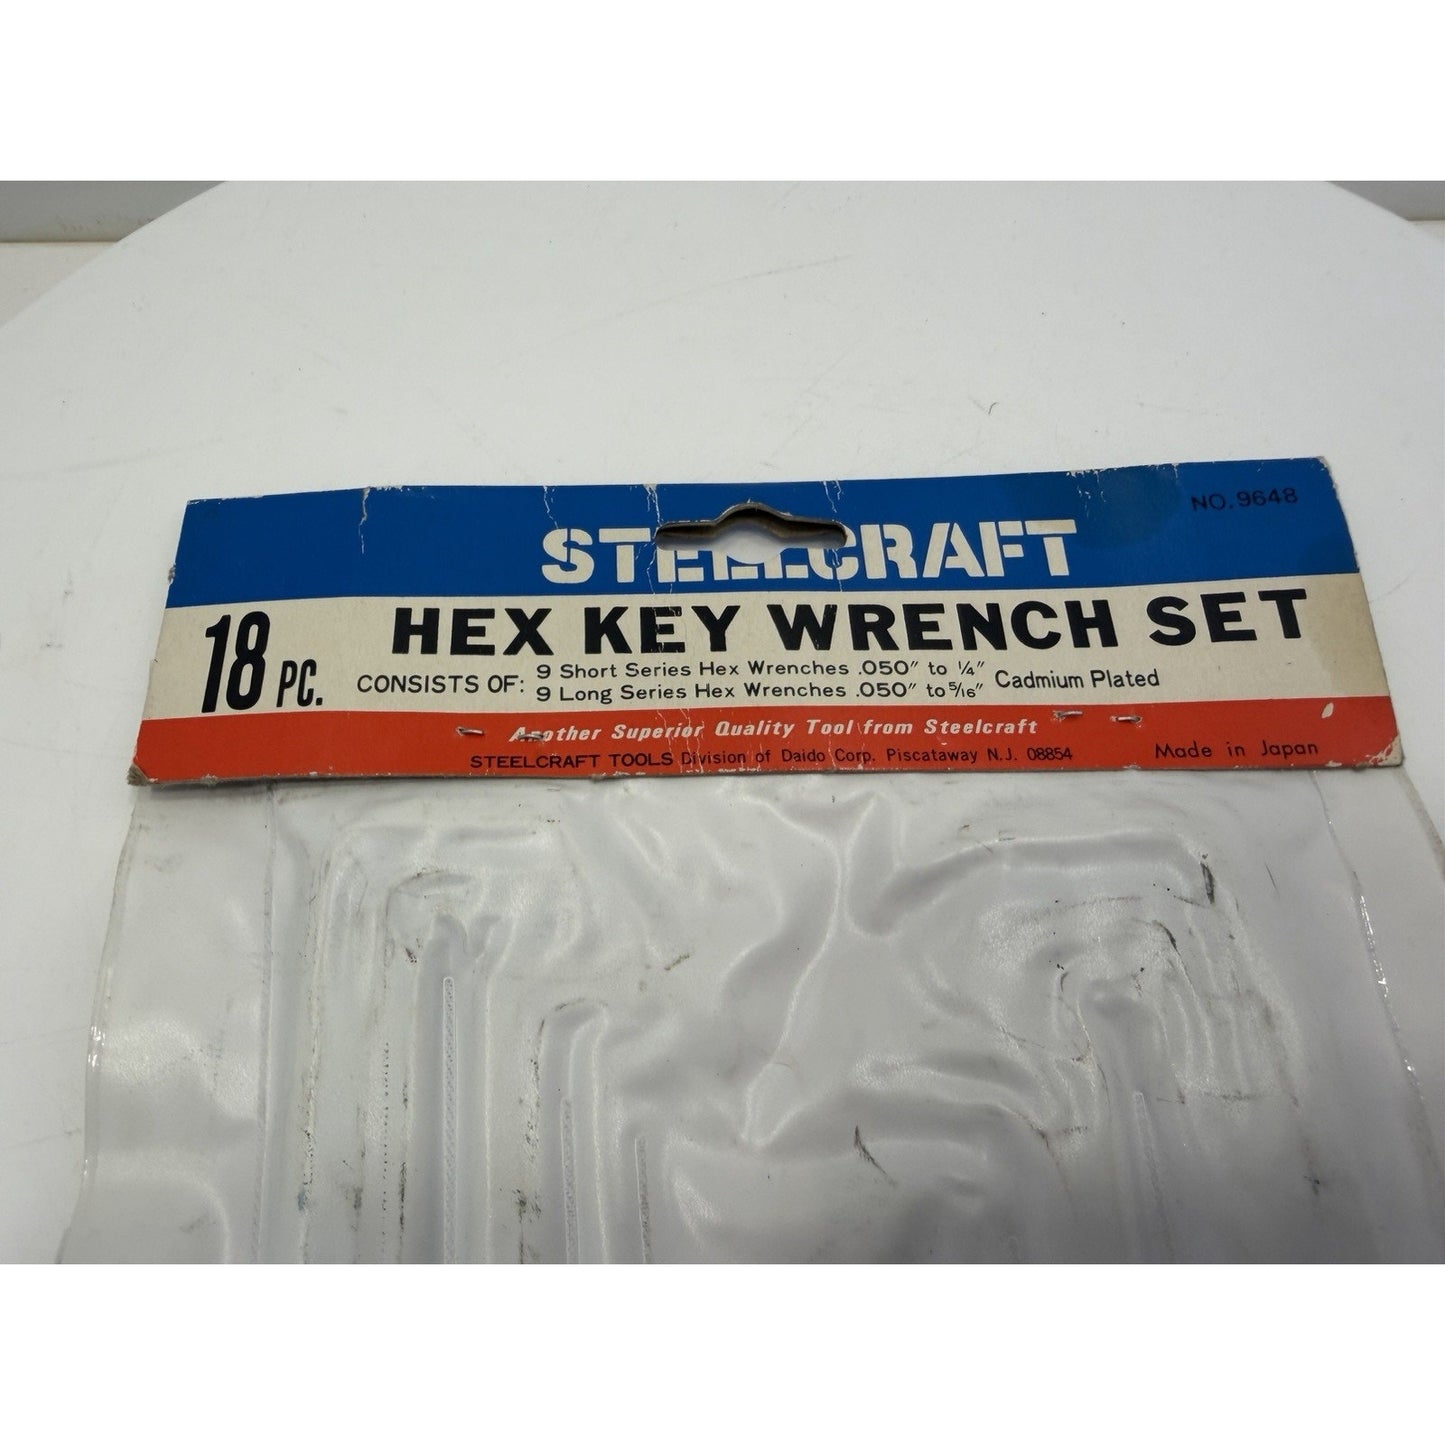 NO. 9648
STEELCRAFT
18 PC.
HEX KEY WRENCH SET
CONSISTS OF:
9 Short Series Hex Wrenches .050″ to ¼″
9 Long Series Hex Wrenches .050″ to 5/16″
Cadmium Plated
Another Superior Quality Tool from Steelcraft
STEELCRAFT TOOLS Division of Daido Corp. Piscataway N.J. 08854
Made in Japan